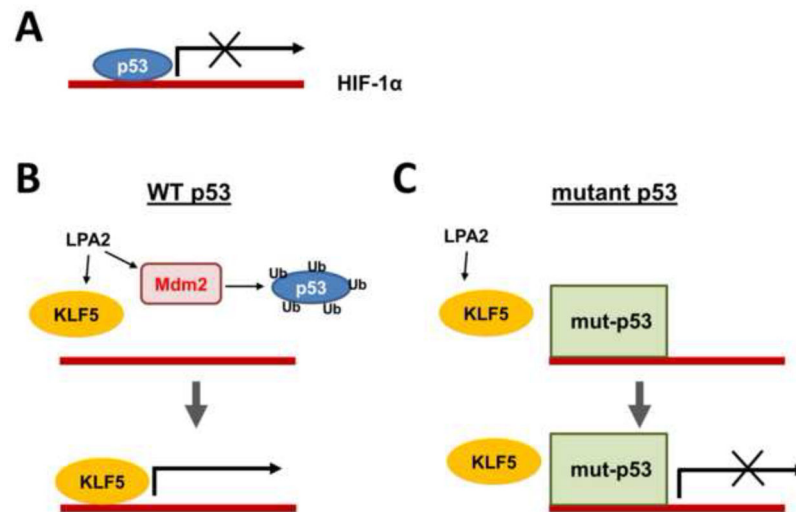 A
p53
HIF-1α
B
WT p53
LPA2
Mdm2
KLF5
Ub
Ub
Ub
p53
Ub
Ub
KLF5
C
mutant p53
LPA2
KLF5
mut-p53
KLF5
mut-p53